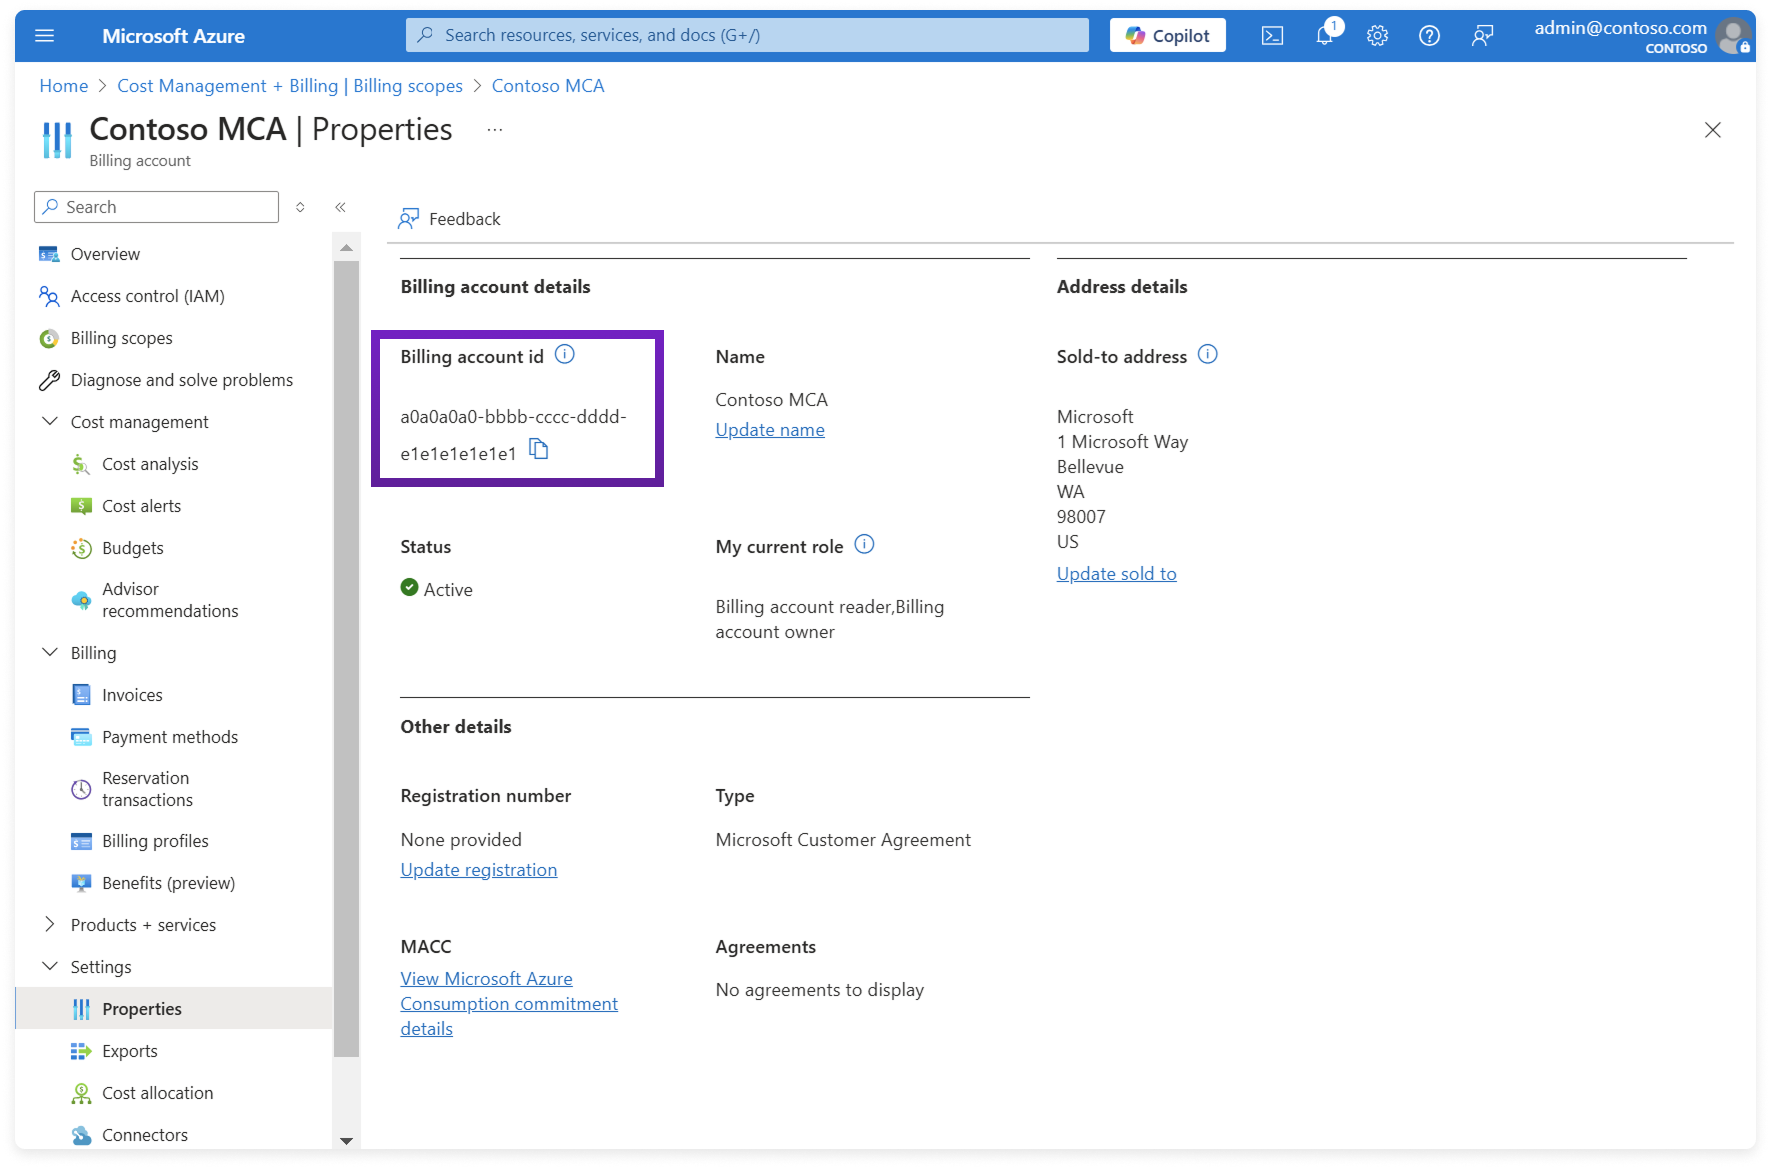 Microsoft Azure
Search resources, services, and docs (G+/)
Copilot
1
admin@contoso.com
CONTOSO
Home > Cost Management + Billing | Billing scopes > Contoso MCA
Contoso MCA | Properties ...
Billing account
Search
Overview
Access control (IAM)
Billing scopes
Diagnose and solve problems
Cost management
Cost analysis
Cost alerts
Budgets
Advisor
recommendations
Billing
Invoices
Payment methods
Reservation
transactions
Billing profiles
Benefits (preview)
Products + services
Settings
Properties
Exports
Cost allocation
Connectors
Feedback
Billing account details
Billing account id
a0a0a0a0-bbbb-cccc-dddd-
e1e1e1e1e1e1
Name
Contoso MCA
Update name
Status
Active
My current role
Billing account reader,Billing
account owner
Address details
Sold-to address
Microsoft
1 Microsoft Way
Bellevue
WA
98007
US
Update sold to
Other details
Registration number
None provided
Update registration
Type
Microsoft Customer Agreement
MACC
View Microsoft Azure
Consumption commitment
details
Agreements
No agreements to display